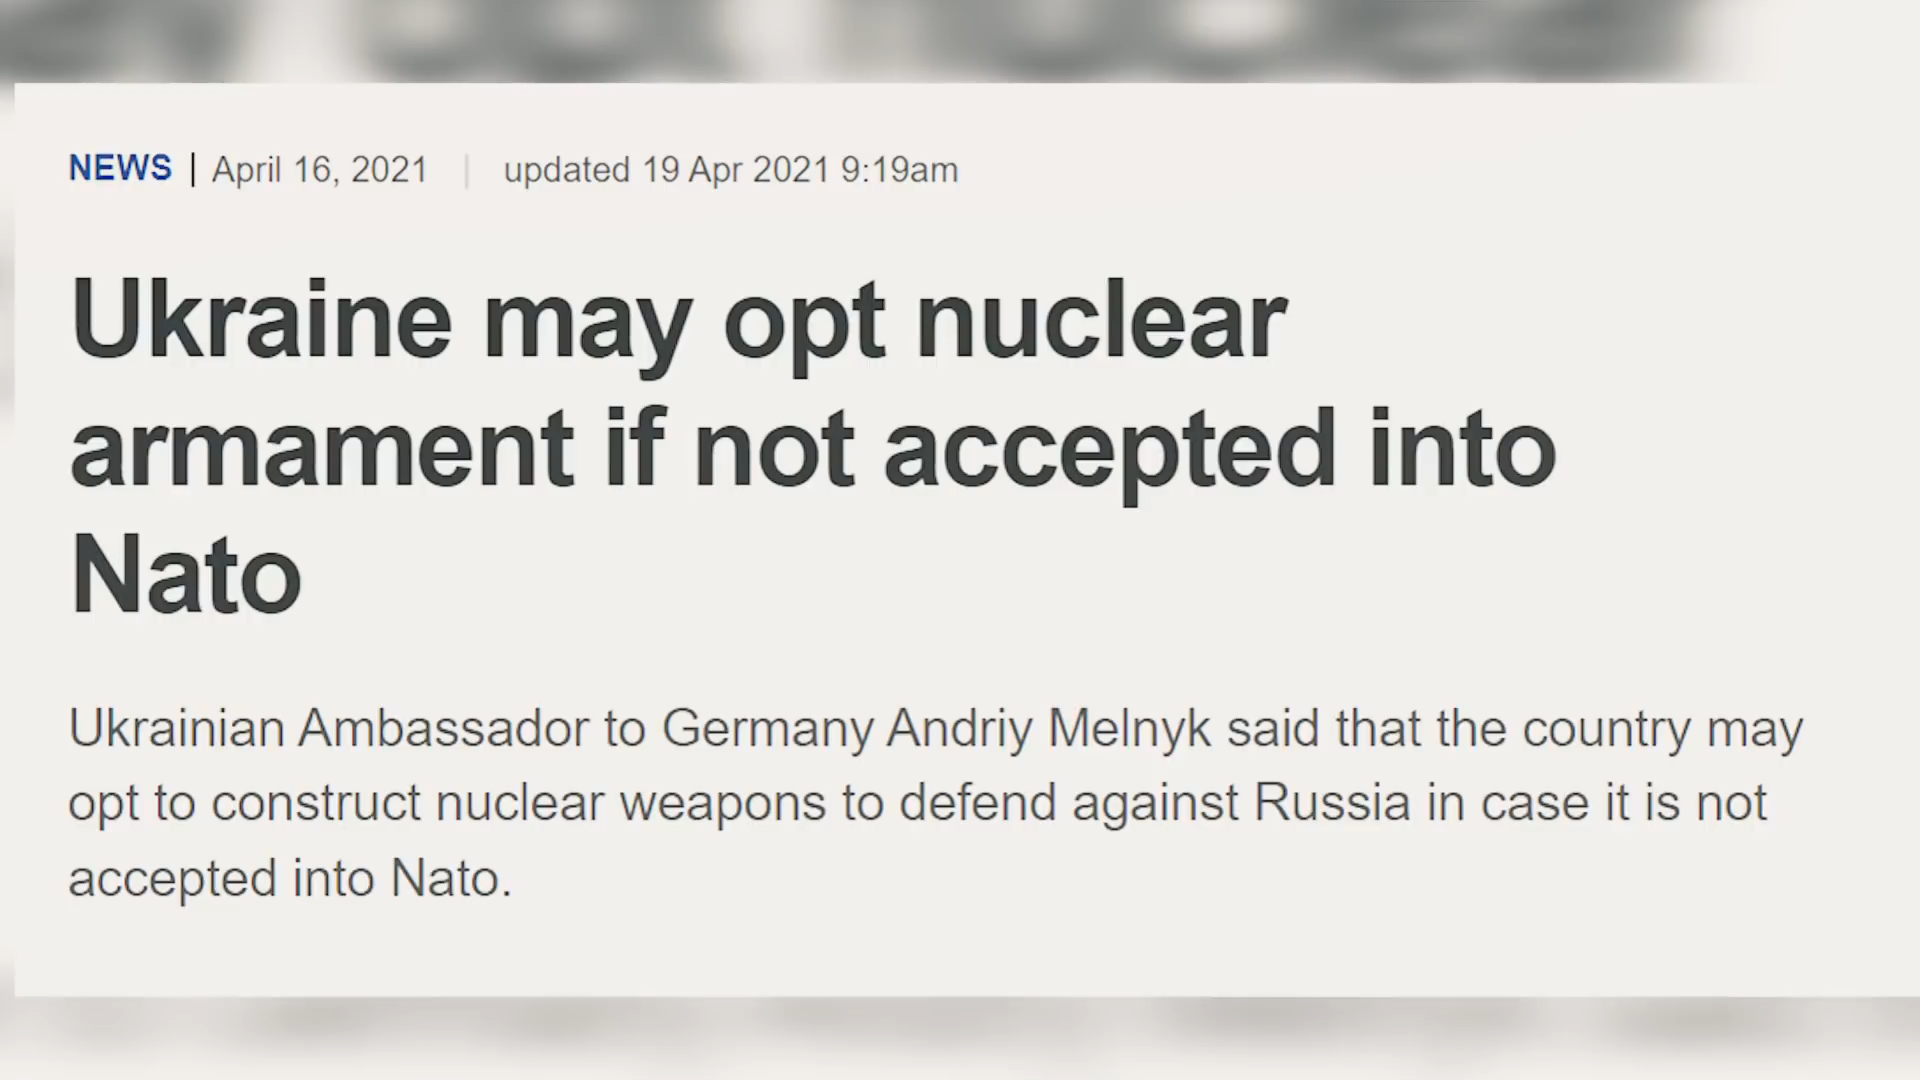 NEWS | April 16, 2021 | updated 19 Apr 2021 9:19am
Ukraine may opt nuclear
armament if not accepted into
Nato
Ukrainian Ambassador to Germany Andriy Melnyk said that the country may
opt to construct nuclear weapons to defend against Russia in case it is not
accepted into Nato.